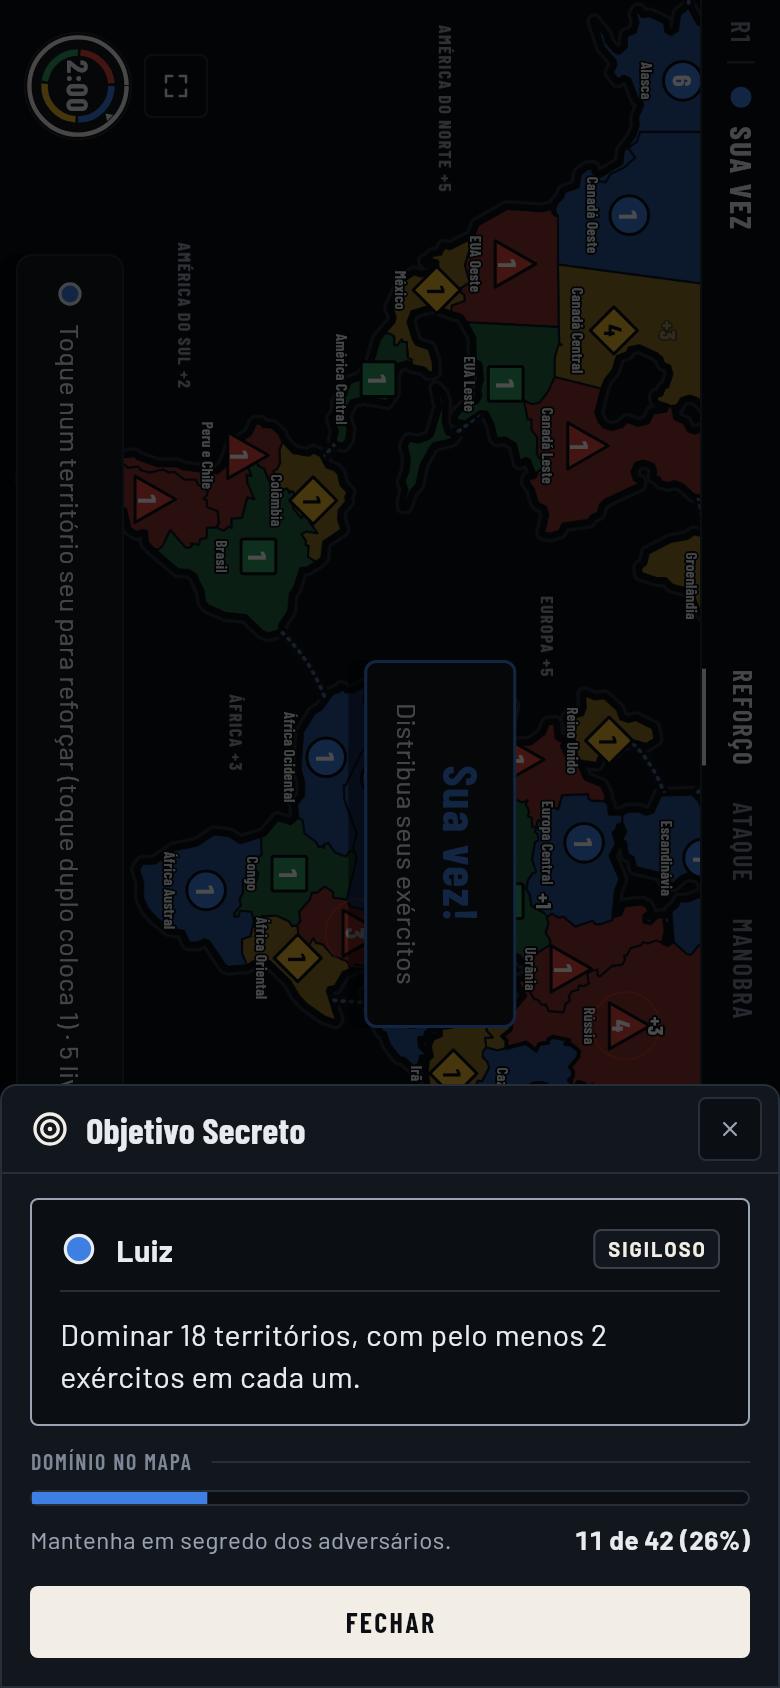 R1
SUA VEZ
REFORÇO
ATAQUE
MANOBRA
2:00
AMÉRICA DO NORTE +5
AMÉRICA DO SUL +2
EUROPA +5
ÁFRICA +3
6
Alasca
1
Canadá Oeste
+3
4
Canadá Central
1
EUA Oeste
1
México
1
EUA Leste
1
Canadá Leste
1
América Central
Groenlândia
1
Peru e Chile
1
Colômbia
1
1
Brasil
1
Reino Unido
1
1
Europa Central
+1
1
Escandinávia
1
Ucrânia
+3
4
Rússia
1
África Ocidental
1
Congo
1
África Austral
3
1
África Oriental
1
Irã
Sua vez!
Distribua seus exércitos
Toque num território seu para reforçar (toque duplo coloca 1) · 5 liv
Objetivo Secreto
Luiz
SIGILOSO
Dominar 18 territórios, com pelo menos 2
exércitos em cada um.
DOMÍNIO NO MAPA
Mantenha em segredo dos adversários.
11 de 42 (26%)
FECHAR